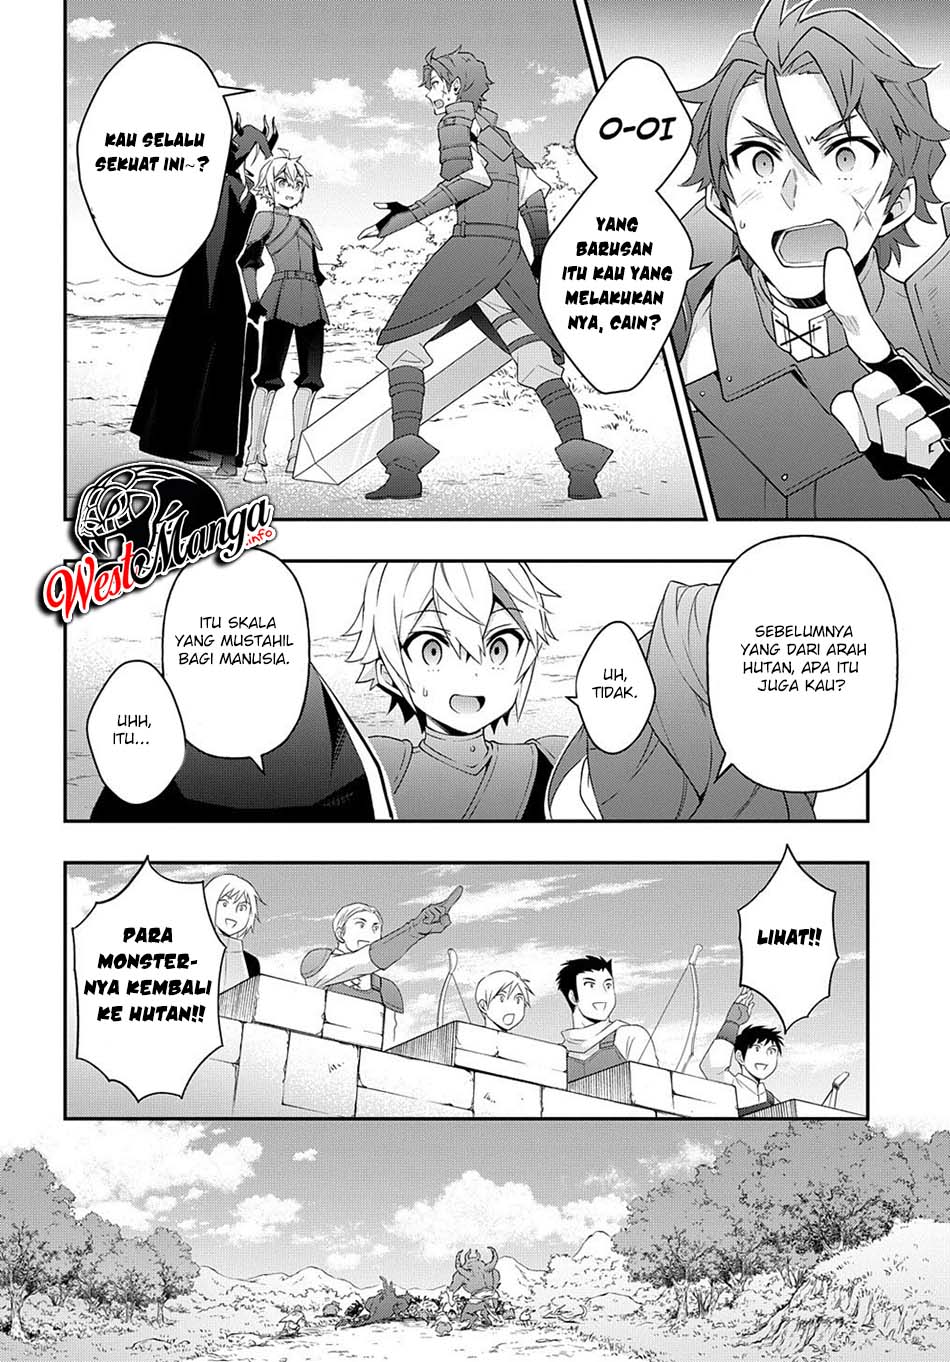 O-OI
YANG
BARUSAN
ITU KAU YANG
MELAKUKAN
NYA, CAIN?
KAU SELALU
SEKUAT INI~?
SEBELUMNYA
YANG DARI ARAH
HUTAN, APA ITU
JUGA KAU?
UH,
TIDAK.
ITU SKALA
YANG MUSTAHIL
BAGI MANUSIA.
UHH,
ITU...
WestManga
.info
LIHAT!!
PARA
MONSTER-
NYA KEMBALI
KE HUTAN!!